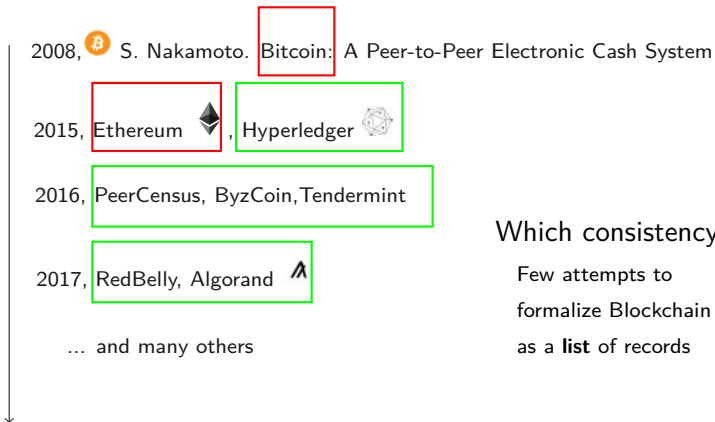 2008, S. Nakamoto. Bitcoin: A Peer-to-Peer Electronic Cash System
2015, Ethereum , Hyperledger
2016, PeerCensus, ByzCoin,Tendermint
2017, RedBelly, Algorand
... and many others
Which consistency
Few attempts to
formalize Blockchain
as a list of records